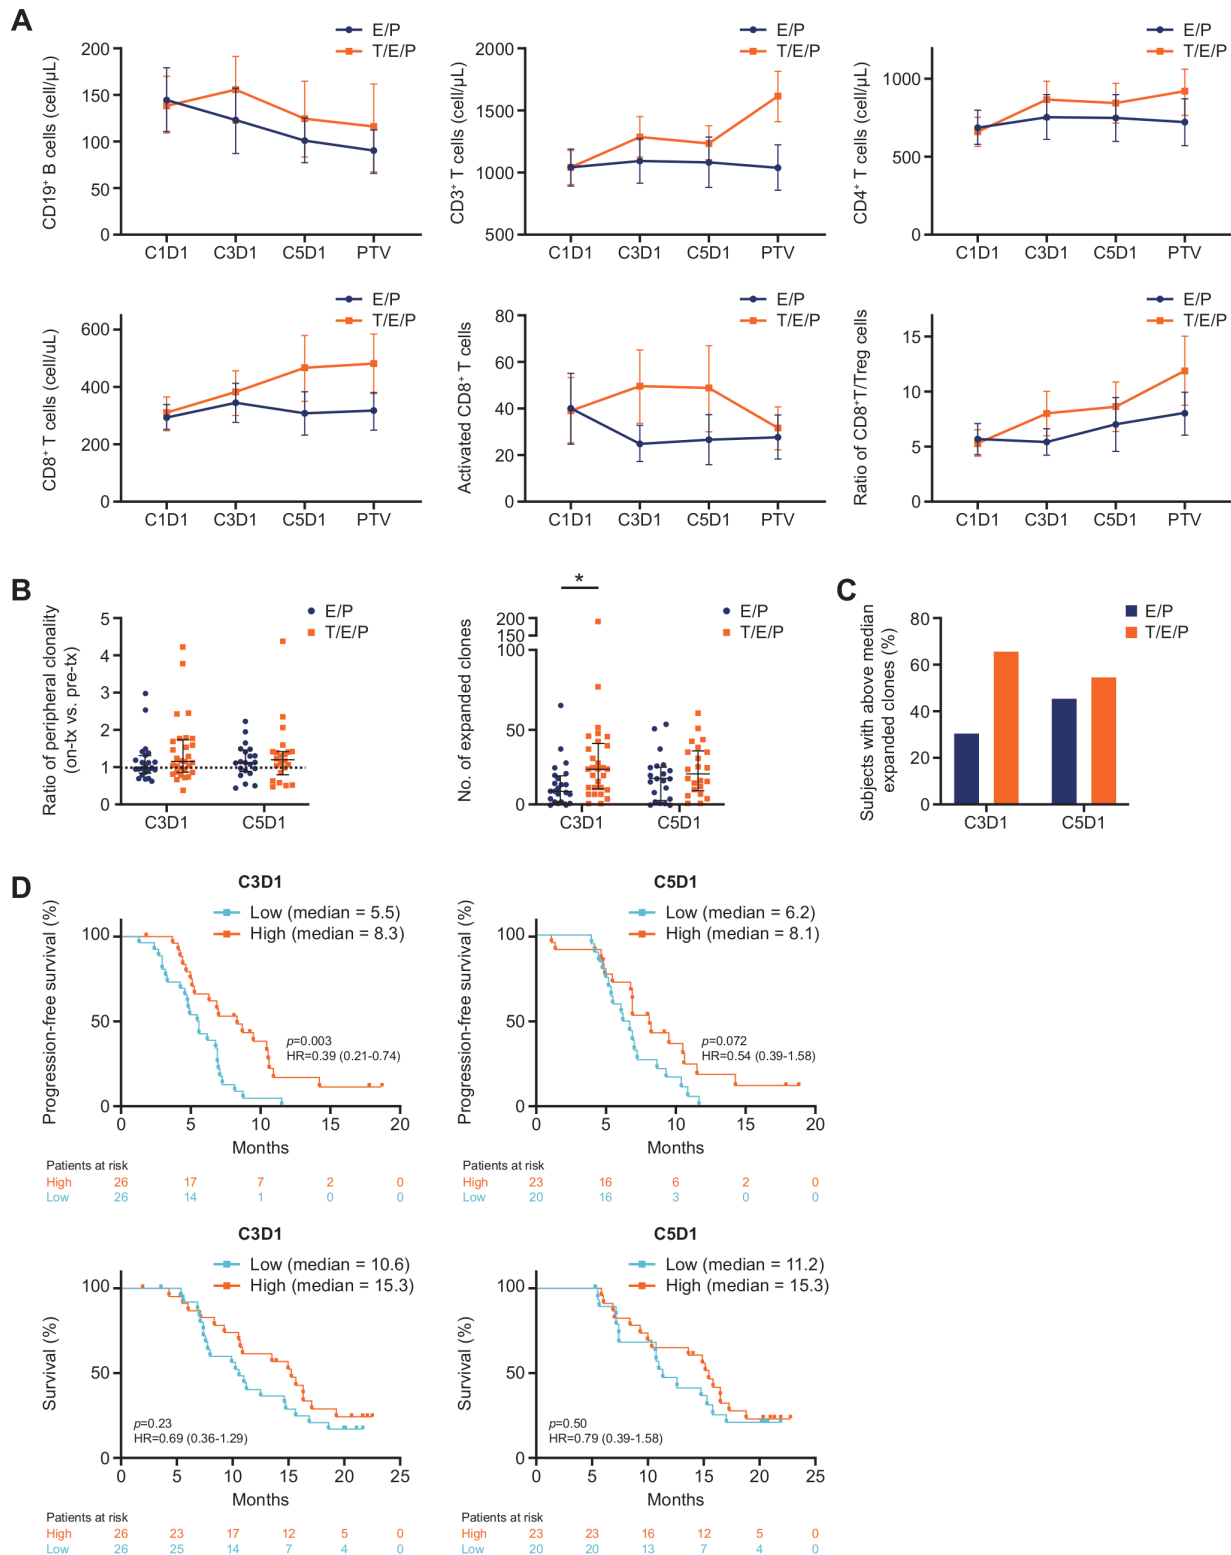 A
E/P
T/E/P
CD19+ B cells (cell/µL)
200
150
100
50
0
C1D1 C3D1 C5D1 PTV
E/P
T/E/P
CD3+ T cells (cell/µL)
2000
1500
1000
500
C1D1 C3D1 C5D1 PTV
E/P
T/E/P
CD4+ T cells (cell/µL)
1000
500
0
C1D1 C3D1 C5D1 PTV
E/P
T/E/P
CD8+ T cells (cell/uL)
600
400
200
0
C1D1 C3D1 C5D1 PTV
E/P
T/E/P
Activated CD8+ T cells
80
60
40
20
0
C1D1 C3D1 C5D1 PTV
E/P
T/E/P
Ratio of CD8+T/Treg cells
15
10
5
0
C1D1 C3D1 C5D1 PTV
B
E/P
T/E/P
Ratio of peripheral clonality
(on-tx vs. pre-tx)
5
4
3
2
1
0
C3D1 C5D1
*
E/P
T/E/P
No. of expanded clones
200
150
100
50
0
C3D1 C5D1
C
E/P
T/E/P
Subjects with above median
expanded clones (%)
80
60
40
20
0
C3D1 C5D1
D
C3D1
Low (median = 5.5)
High (median = 8.3)
Progression-free survival (%)
100
50
0
p=0.003
HR=0.39 (0.21-0.74)
0 5 10 15 20
Months
Patients at risk
High 26 17 7 2 0
Low 26 14 1 0 0
C5D1
Low (median = 6.2)
High (median = 8.1)
Progression-free survival (%)
100
50
0
p=0.072
HR=0.54 (0.39-1.58)
0 5 10 15 20
Months
Patients at risk
High 23 16 6 2 0
Low 20 16 3 0 0
C3D1
Low (median = 10.6)
High (median = 15.3)
Survival (%)
100
50
0
p=0.23
HR=0.69 (0.36-1.29)
0 5 10 15 20 25
Months
Patients at risk
High 26 23 17 12 5 0
Low 26 25 14 7 4 0
C5D1
Low (median = 11.2)
High (median = 15.3)
Survival (%)
100
50
0
p=0.50
HR=0.79 (0.39-1.58)
0 5 10 15 20 25
Months
Patients at risk
High 23 23 16 12 5 0
Low 20 20 13 7 4 0